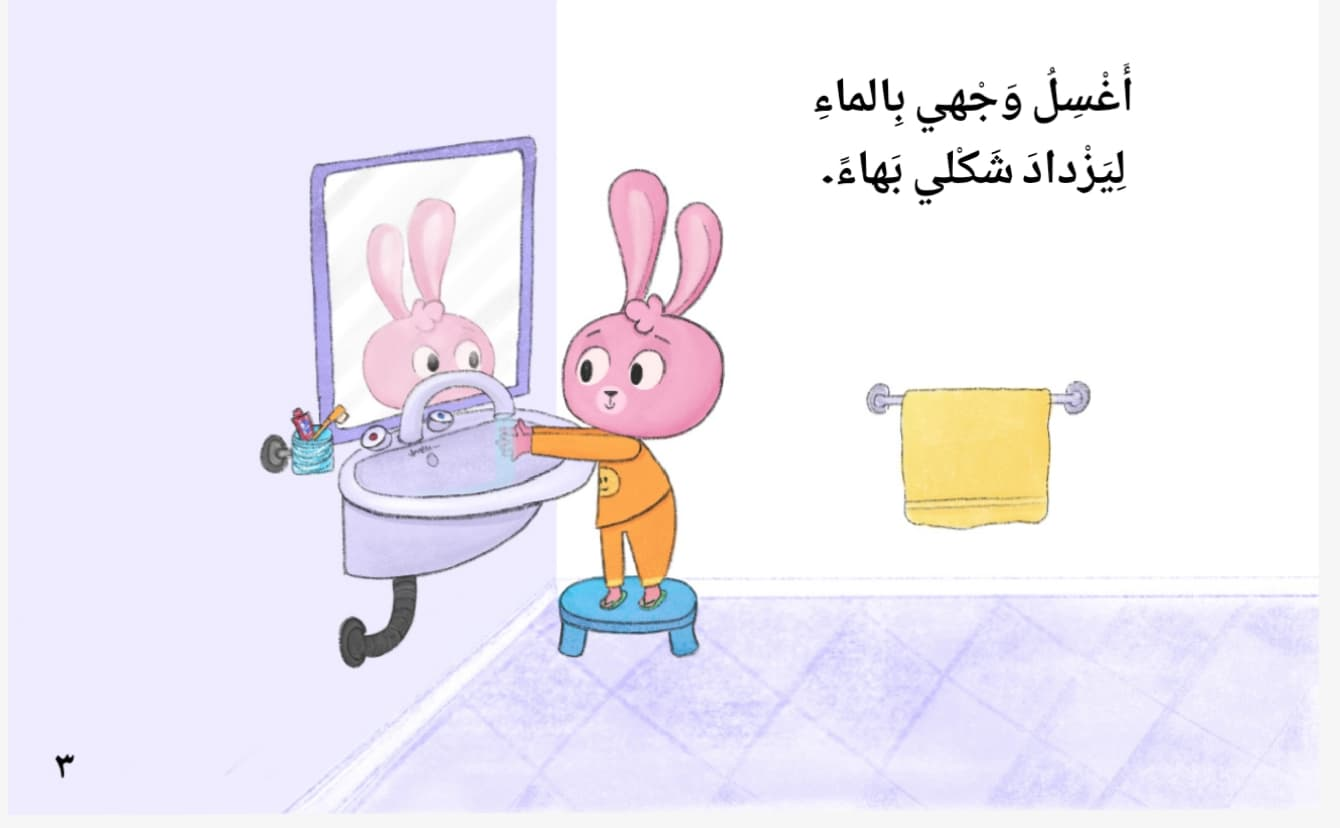 أَغْسِلُ وَجْهي بِالماءِ
لِيَزْدادَ شَكْلي بَهاءً.
٣